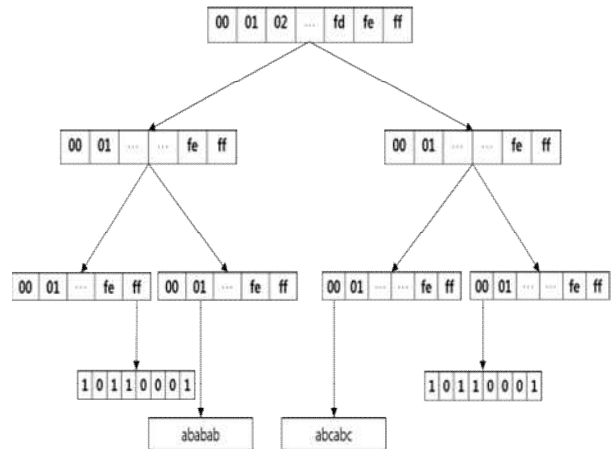 00 01 02 ... fd fe ff
00 01 ... ... fe ff
00 01 ... ... fe ff
00 01 ... fe ff
00 01 ... fe ff
00 01 ... ... fe ff
00 01 ... ... fe ff
1 0 1 1 0 0 0 1
1 0 1 1 0 0 0 1
ababab
abcabc